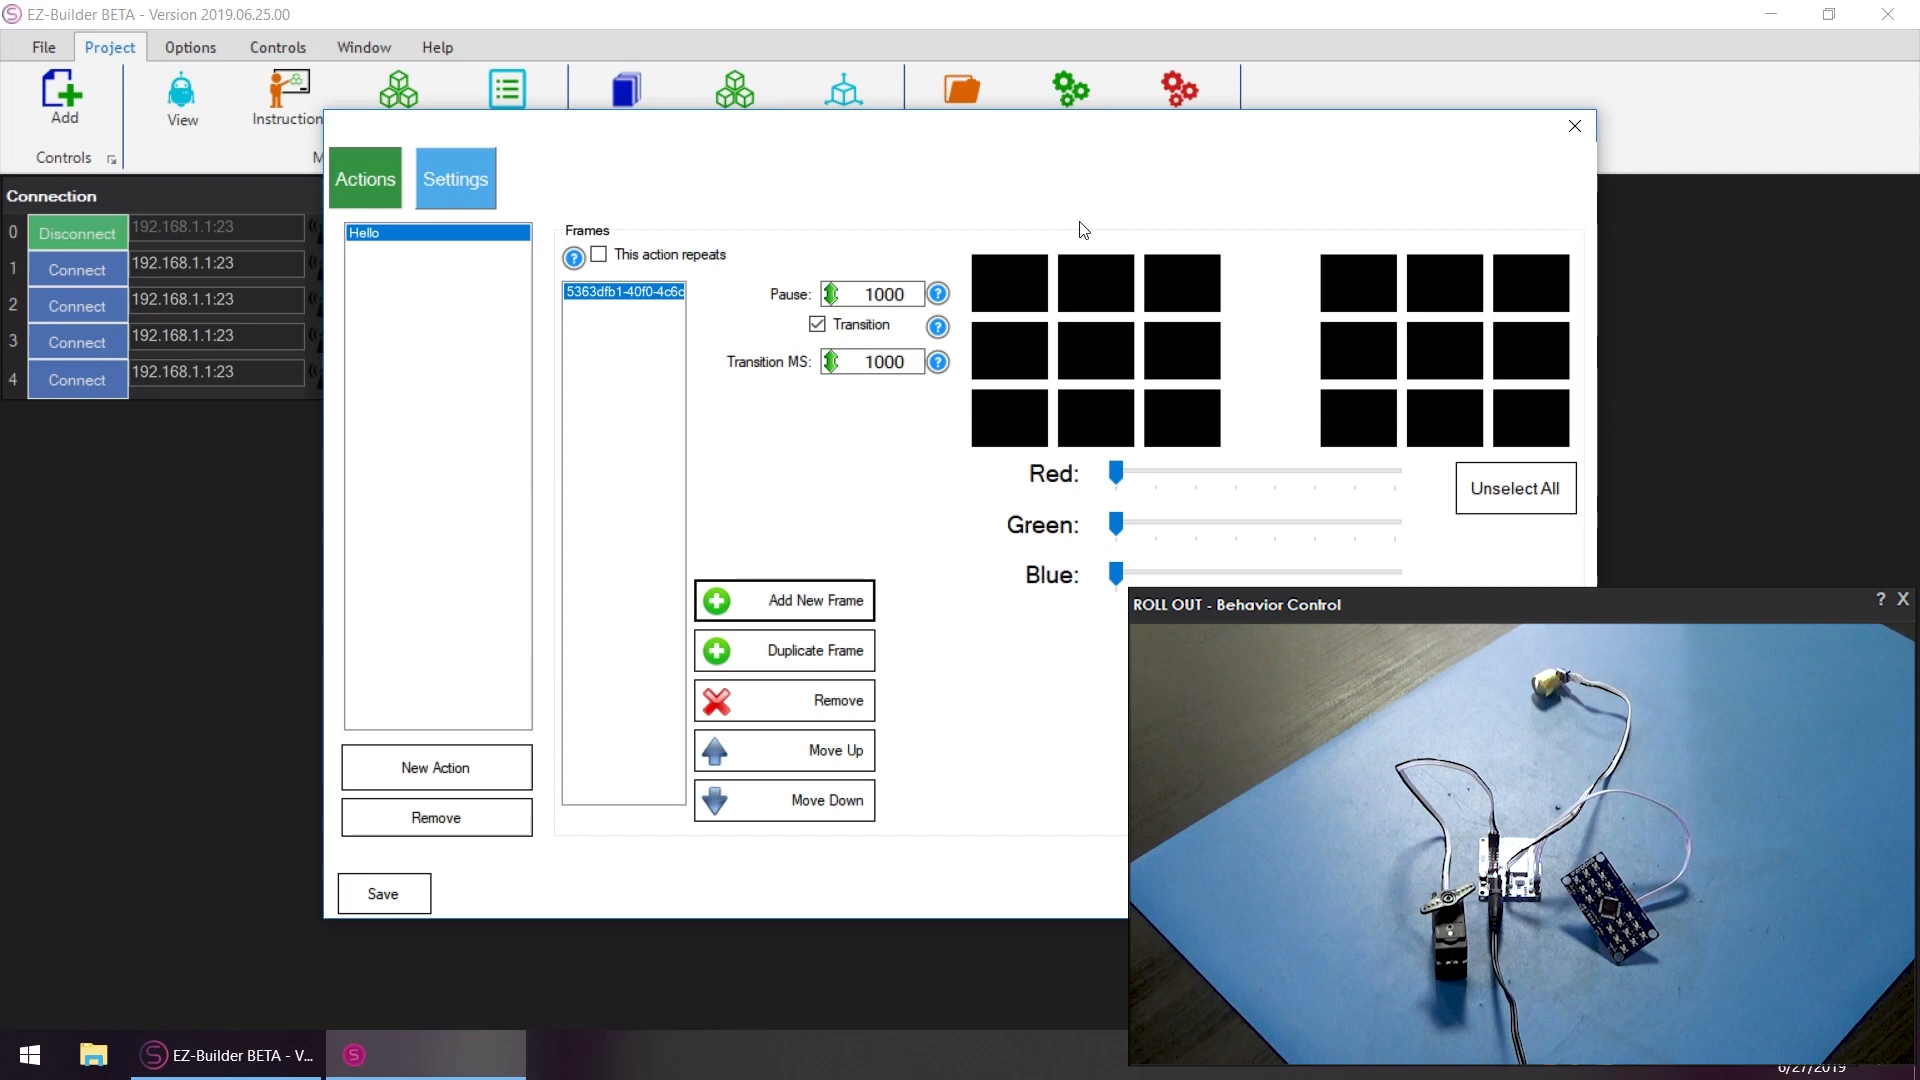 EZ-Builder BETA - Version 2019.06.25.00
File Project Options Controls Window Help
Add
View
Instruction
Controls
M
Connection
0 Disconnect 192.168.1.1:23
1 Connect 192.168.1.1:23
2 Connect 192.168.1.1:23
3 Connect 192.168.1.1:23
4 Connect 192.168.1.1:23
Actions Settings
Hello
New Action
Remove
Save
Frames
? This action repeats
5363dfb1-40f0-4c6c
Pause: 1000 ?
Transition ?
Transition MS: 1000 ?
Add New Frame
Duplicate Frame
Remove
Move Up
Move Down
Red:
Green:
Blue:
Unselect All
ROLL OUT - Behavior Control ? X
EZ-Builder BETA - V...
6/27/2019